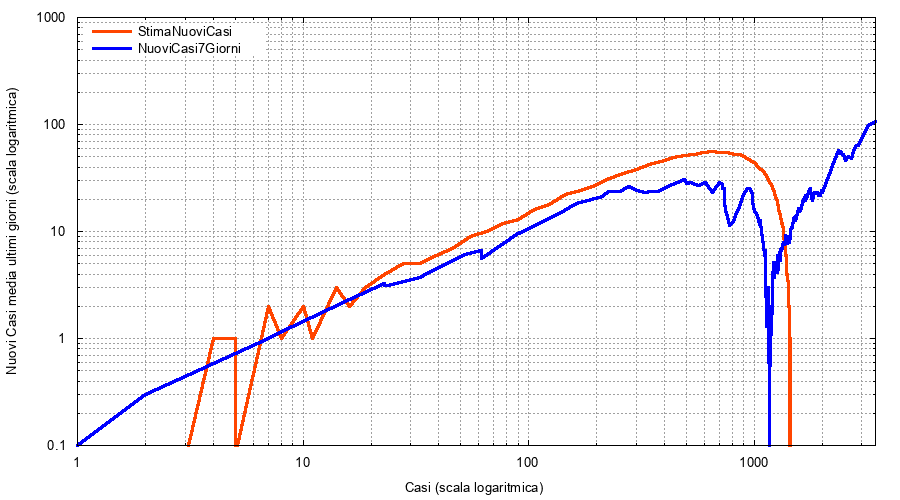 1000
StimaNuoviCasi
NuoviCasi7Giorni
100
10
1
0.1
Nuovi Casi media ultimi giorni (scala logaritmica)
1 10 100 1000
Casi (scala logaritmica)